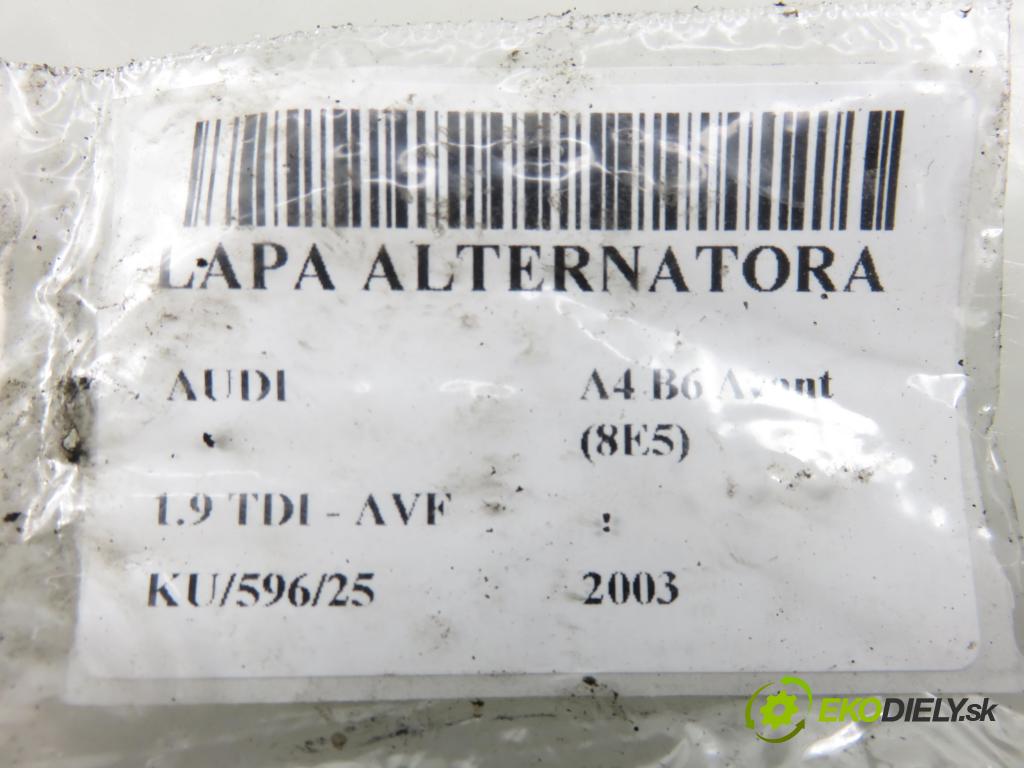 LAPA ALTERNATORA
AUDI
A4 B6 Avant
(8E5)
1.9 TDI - AVF
KU/596/25
2003
EKODIELY.sk